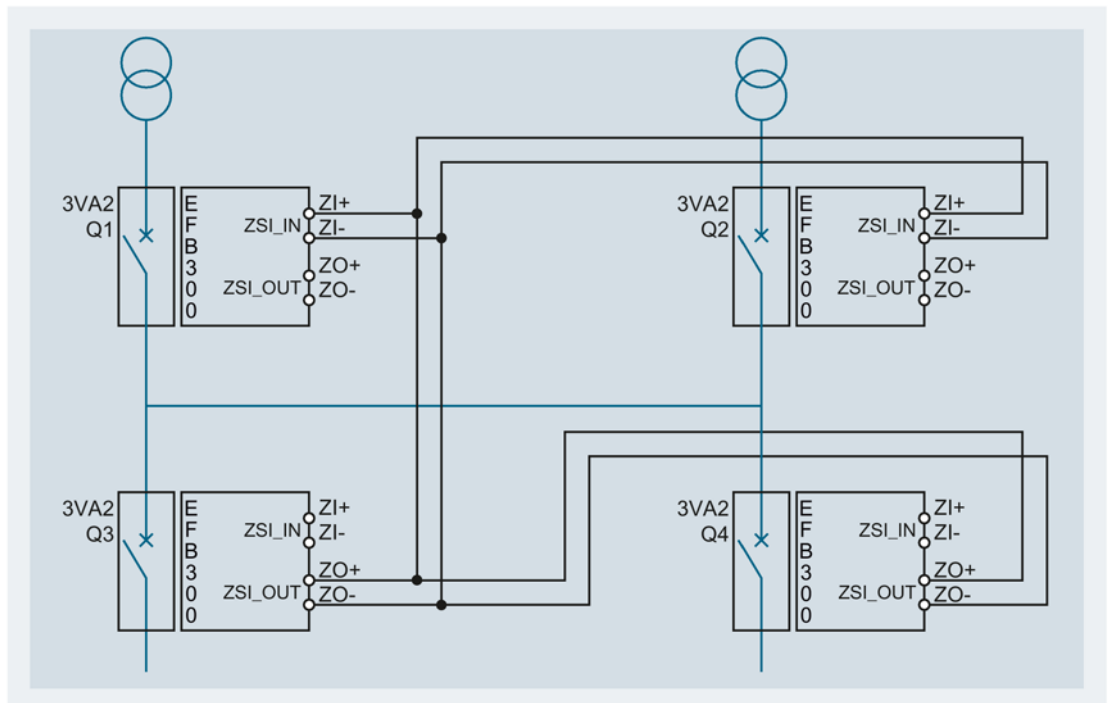 3VA2
Q1
EFB300
ZSI_IN
ZSI_OUT
ZI+
ZI-
ZO+
ZO-
3VA2
Q2
EFB300
ZSI_IN
ZSI_OUT
ZI+
ZI-
ZO+
ZO-
3VA2
Q3
EFB300
ZSI_IN
ZSI_OUT
ZI+
ZI-
ZO+
ZO-
3VA2
Q4
EFB300
ZSI_IN
ZSI_OUT
ZI+
ZI-
ZO+
ZO-